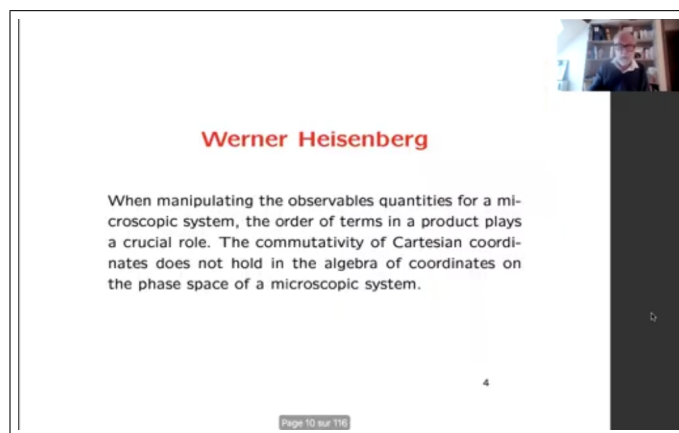 Werner Heisenberg
When manipulating the observables quantities for a mi-
croscopic system, the order of terms in a product plays
a crucial role. The commutativity of Cartesian coordi-
nates does not hold in the algebra of coordinates on
the phase space of a microscopic system.
4
Page 10 sur 116